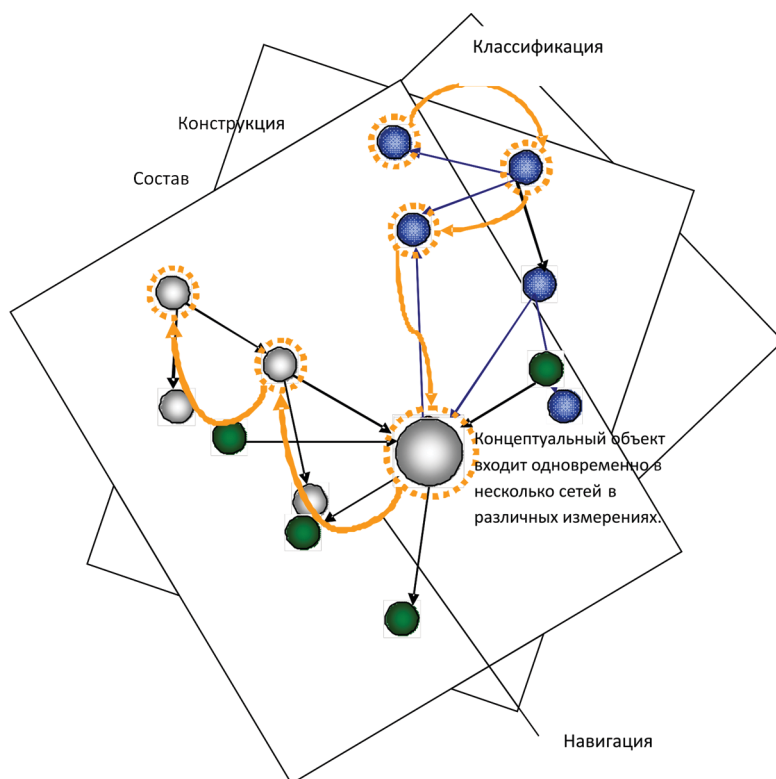 Классификация
Конструкция
Состав
Концептуальный объект
входит одновременно в
несколько сетей в
различных измерениях.
Навигация